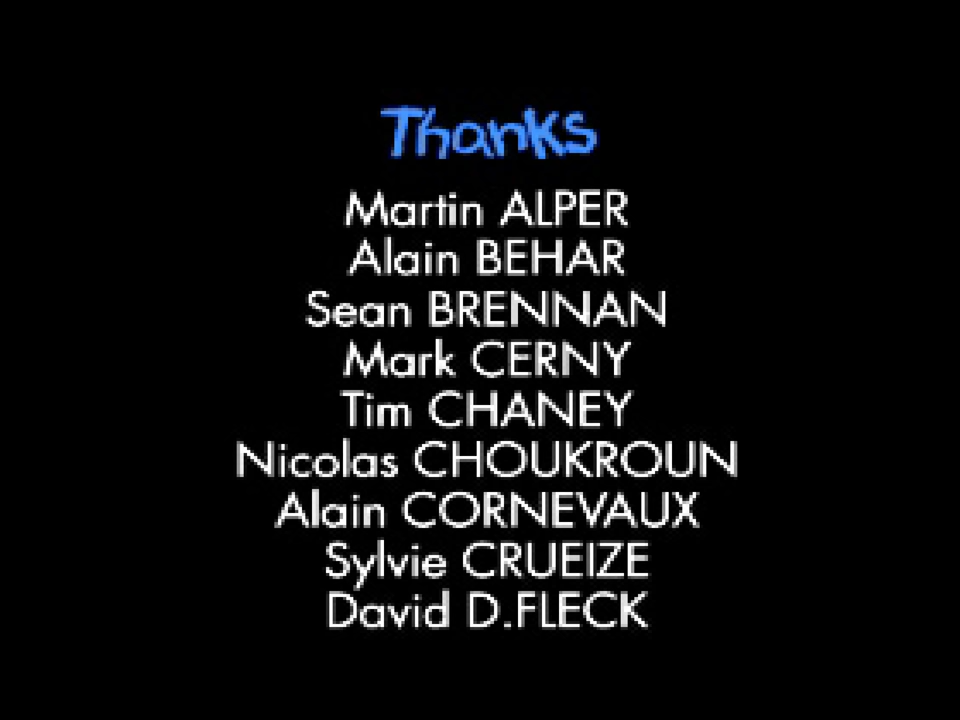 Thanks
Martin ALPER
Alain BEHAR
Sean BRENNAN
Mark CERNY
Tim CHANEY
Nicolas CHOUKROUN
Alain CORNEVAUX
Sylvie CRUEIZE
David D.FLECK